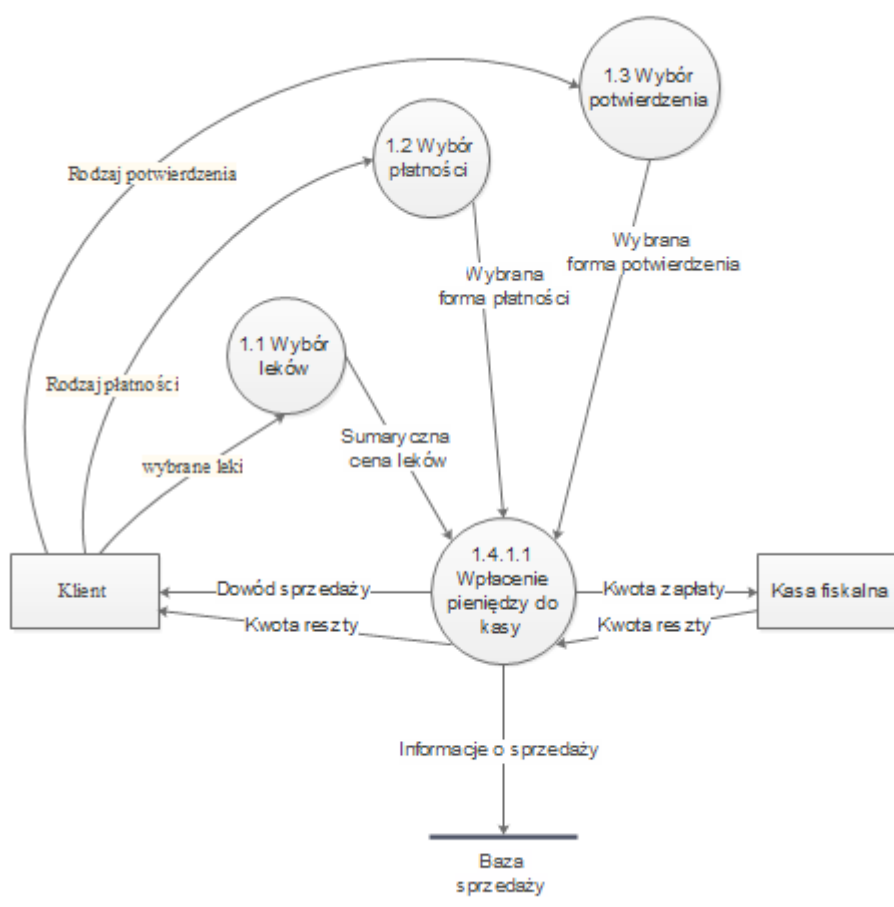 1.3 Wybór
potwierdzenia
1.2 Wybór
płatności
Rodzaj potwierdzenia
Wybrana
forma potwierdzenia
Wybrana
forma płatności
1.1 Wybór
leków
Rodzaj płatności
Sumaryczna
cena leków
wybrane leki
1.4.1.1
Wpłacenie
pieniędzy do
kasy
Klient
Dowód sprzedaży
Kwota zapłaty
Kasa fiskalna
Kwota reszty
Kwota reszty
Informacje o sprzedaży
Baza
sprzedaży